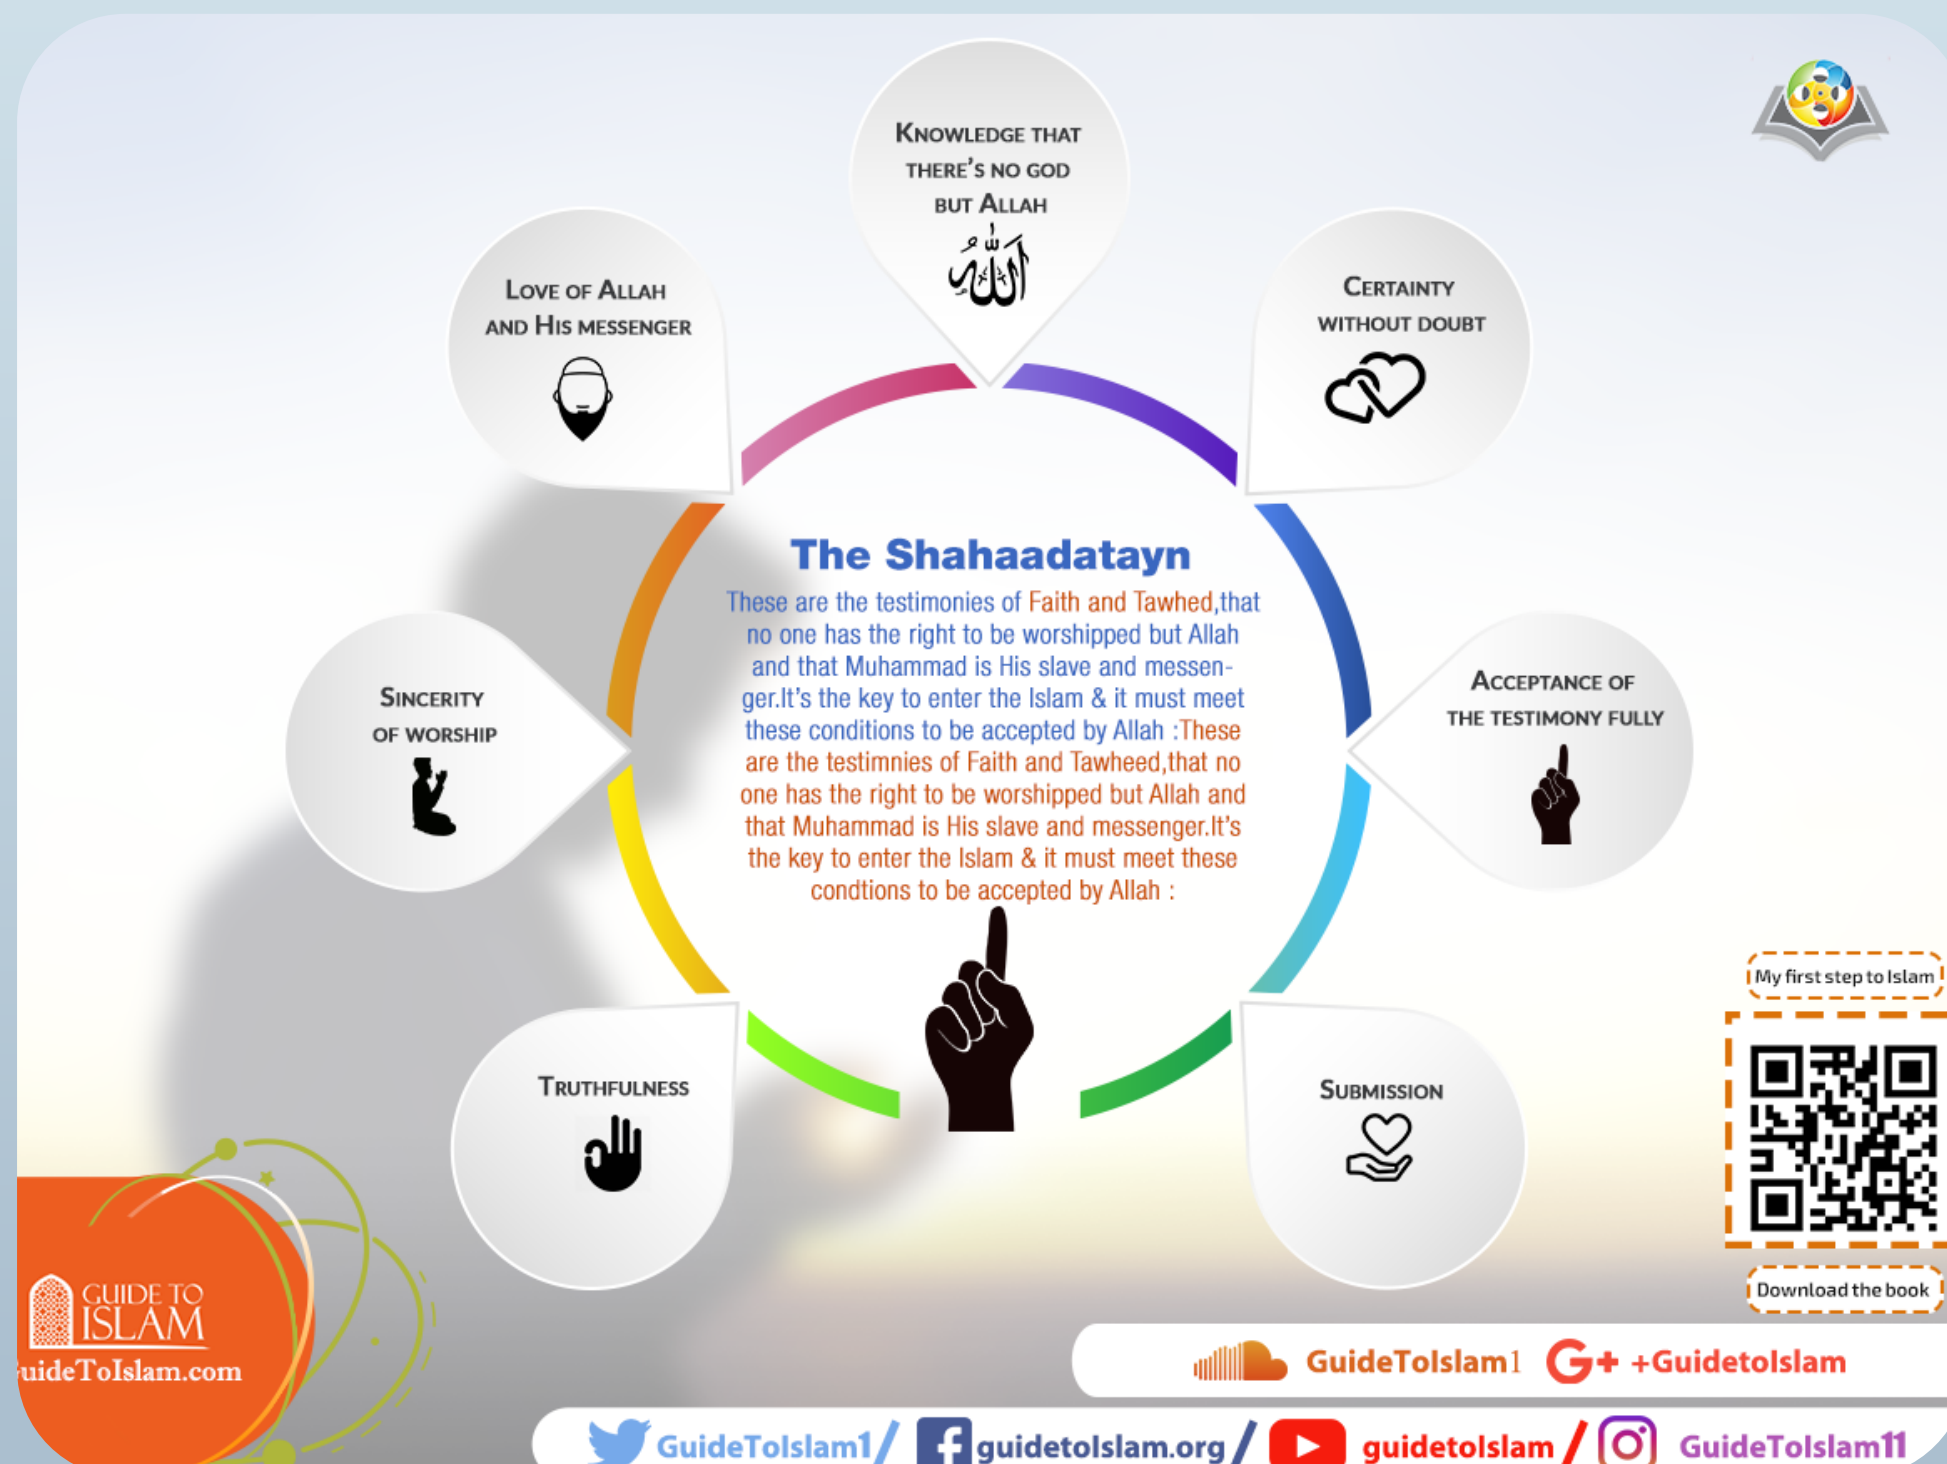 Knowledge that
there's no god
but Allah
الله
Love of Allah
and His messenger
Certainty
without doubt
The Shahaadatayn
These are the testimonies of Faith and Tawhed,that
no one has the right to be worshipped but Allah
and that Muhammad is His slave and messen-
ger.It's the key to enter the Islam & it must meet
these conditions to be accepted by Allah :These
are the testimnies of Faith and Tawheed,that no
one has the right to be worshipped but Allah and
that Muhammad is His slave and messenger.It's
the key to enter the Islam & it must meet these
condtions to be accepted by Allah :
Sincerity
of worship
Acceptance of
the testimony fully
Truthfulness
Submission
My first step to Islam
Download the book
GUIDE TO
ISLAM
uideToIslam.com
GuideToIslam1 G+ +GuidetoIslam
GuideToIslam1/ guidetoIslam.org/ guidetoIslam / GuideToIslam11